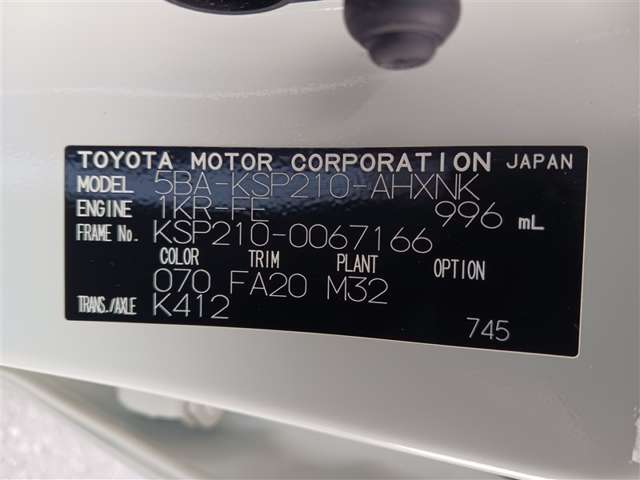 TOYOTA MOTOR CORPORATION JAPAN
MODEL 5BA-KSP210-AHXNK
ENGINE 1KR-FE 996 mL
FRAME No. KSP210-0067166
COLOR TRIM PLANT OPTION
070 FA20 M32
TRANS./AXLE K412
745